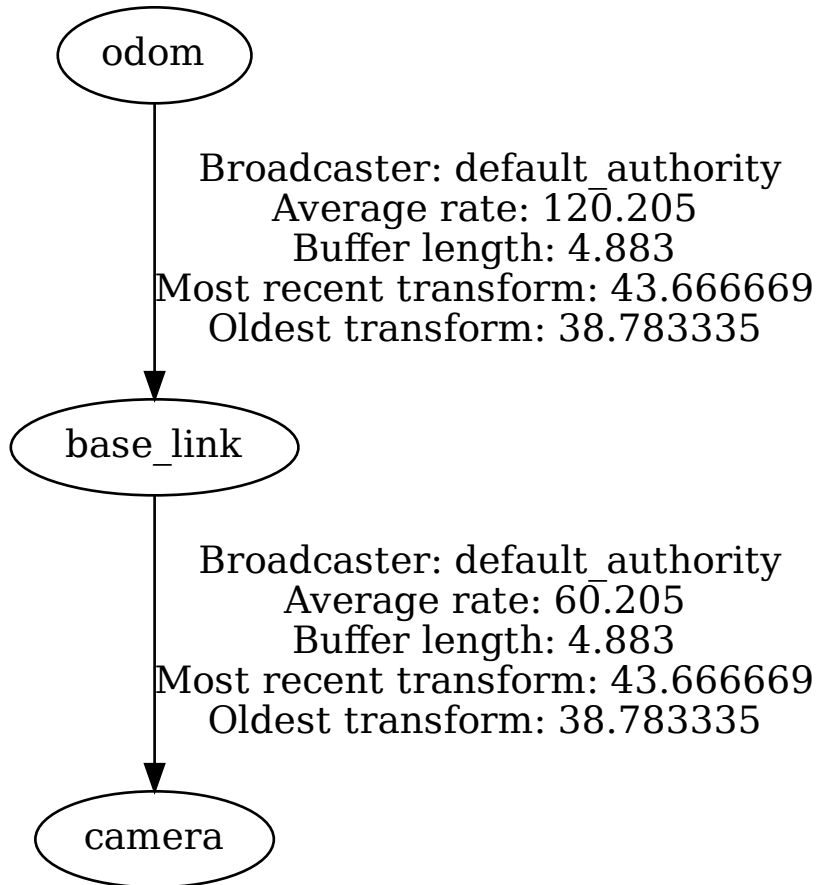 odom
Broadcaster: default_authority
Average rate: 120.205
Buffer length: 4.883
Most recent transform: 43.666669
Oldest transform: 38.783335
base_link
Broadcaster: default_authority
Average rate: 60.205
Buffer length: 4.883
Most recent transform: 43.666669
Oldest transform: 38.783335
camera